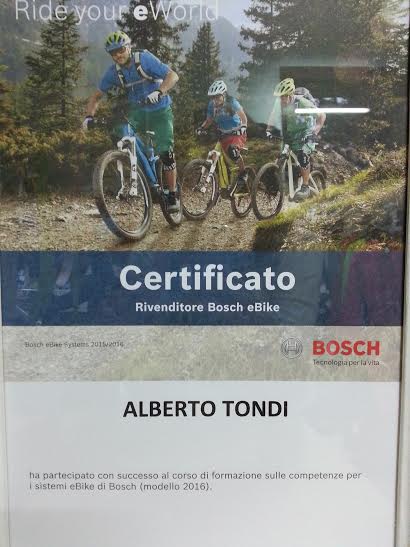 Ride your eWorld
Certificato
Rivenditore Bosch eBike
Bosch eBike Systems 2015/2016
BOSCH
Tecnologia per la vita
ALBERTO TONDI
ha partecipato con successo al corso di formazione sulle competenze per
i sistemi eBike di Bosch (modello 2016).